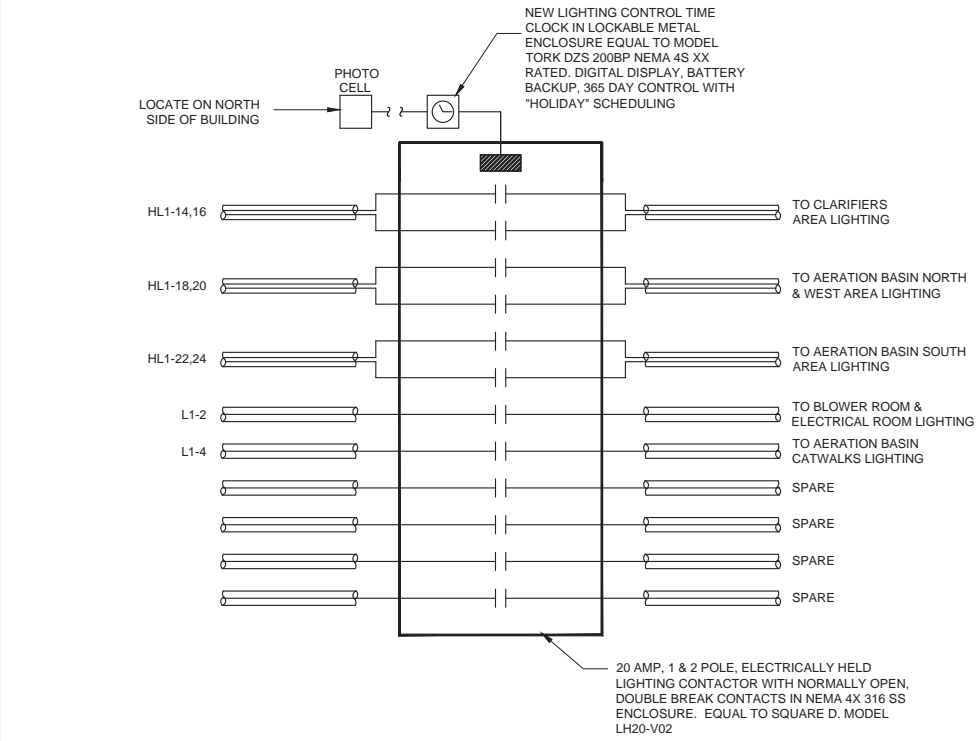 NEW LIGHTING CONTROL TIME
CLOCK IN LOCKABLE METAL
ENCLOSURE EQUAL TO MODEL
TORK DZS 200BP NEMA 4S XX
RATED. DIGITAL DISPLAY, BATTERY
BACKUP, 365 DAY CONTROL WITH
"HOLIDAY" SCHEDULING
PHOTO
CELL
LOCATE ON NORTH
SIDE OF BUILDING
HL1-14,16
TO CLARIFIERS
AREA LIGHTING
HL1-18,20
TO AERATION BASIN NORTH
& WEST AREA LIGHTING
HL1-22,24
TO AERATION BASIN SOUTH
AREA LIGHTING
L1-2
TO BLOWER ROOM &
ELECTRICAL ROOM LIGHTING
L1-4
TO AERATION BASIN
CATWALKS LIGHTING
SPARE
SPARE
SPARE
SPARE
20 AMP, 1 & 2 POLE, ELECTRICALLY HELD
LIGHTING CONTACTOR WITH NORMALLY OPEN,
DOUBLE BREAK CONTACTS IN NEMA 4X 316 SS
ENCLOSURE.  EQUAL TO SQUARE D. MODEL
LH20-V02